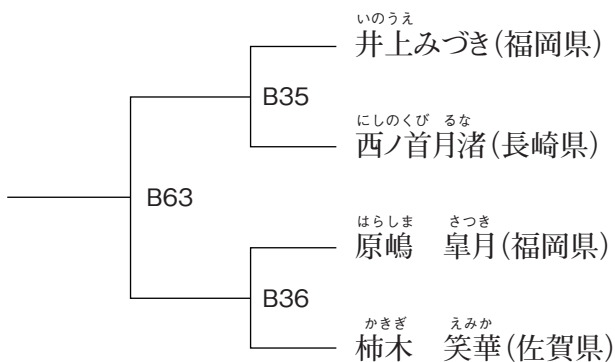 いのうえ
井上みづき(福岡県)
B35
にしのくび るな
西ノ首月渚(長崎県)
B63
はらしま さつき
原嶋 皐月(福岡県)
B36
かきぎ えみか
柿木 笑華(佐賀県)